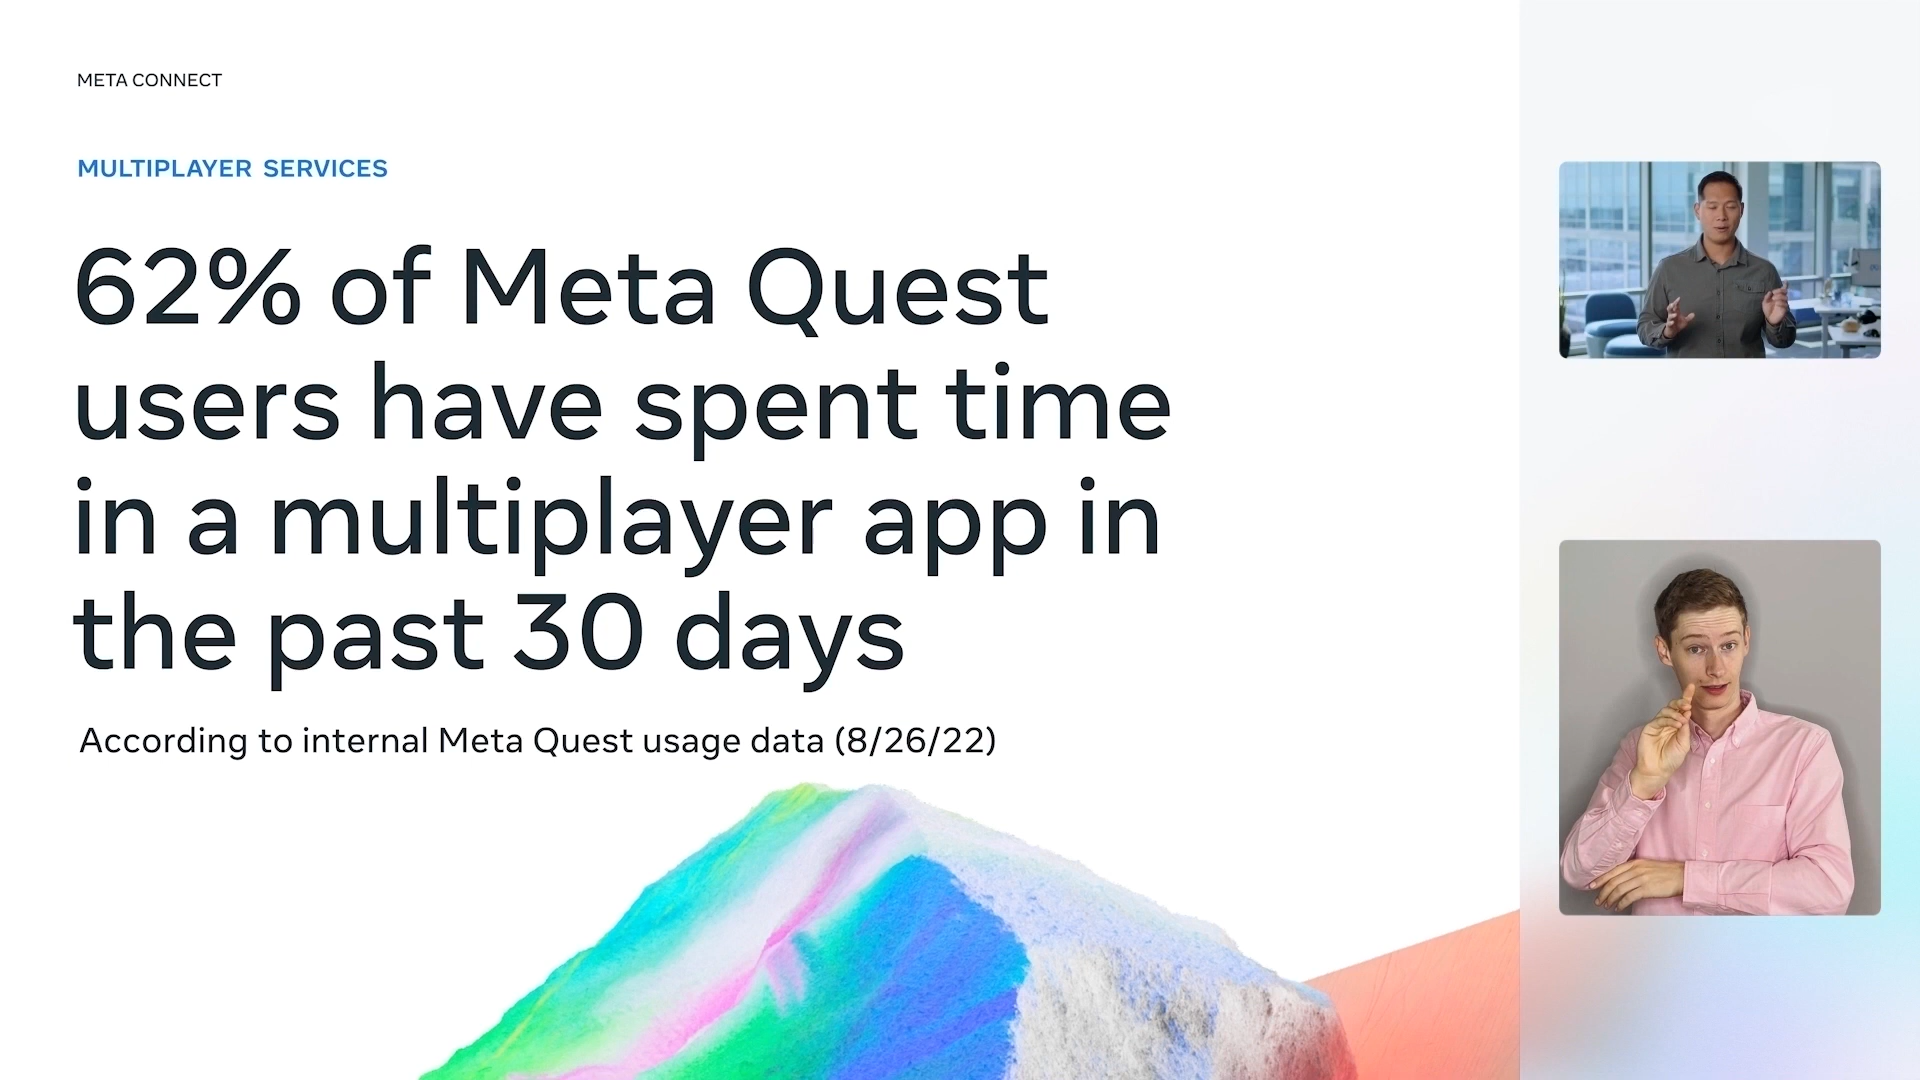 META CONNECT
MULTIPLAYER SERVICES
62% of Meta Quest
users have spent time
in a multiplayer app in
the past 30 days
According to internal Meta Quest usage data (8/26/22)